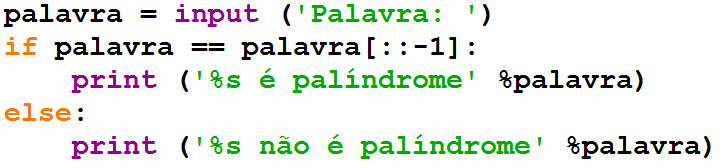 palavra = input ('Palavra: ')
if palavra == palavra[::-1]:
    print ('%s é palíndrome' %palavra)
else:
    print ('%s não é palíndrome' %palavra)